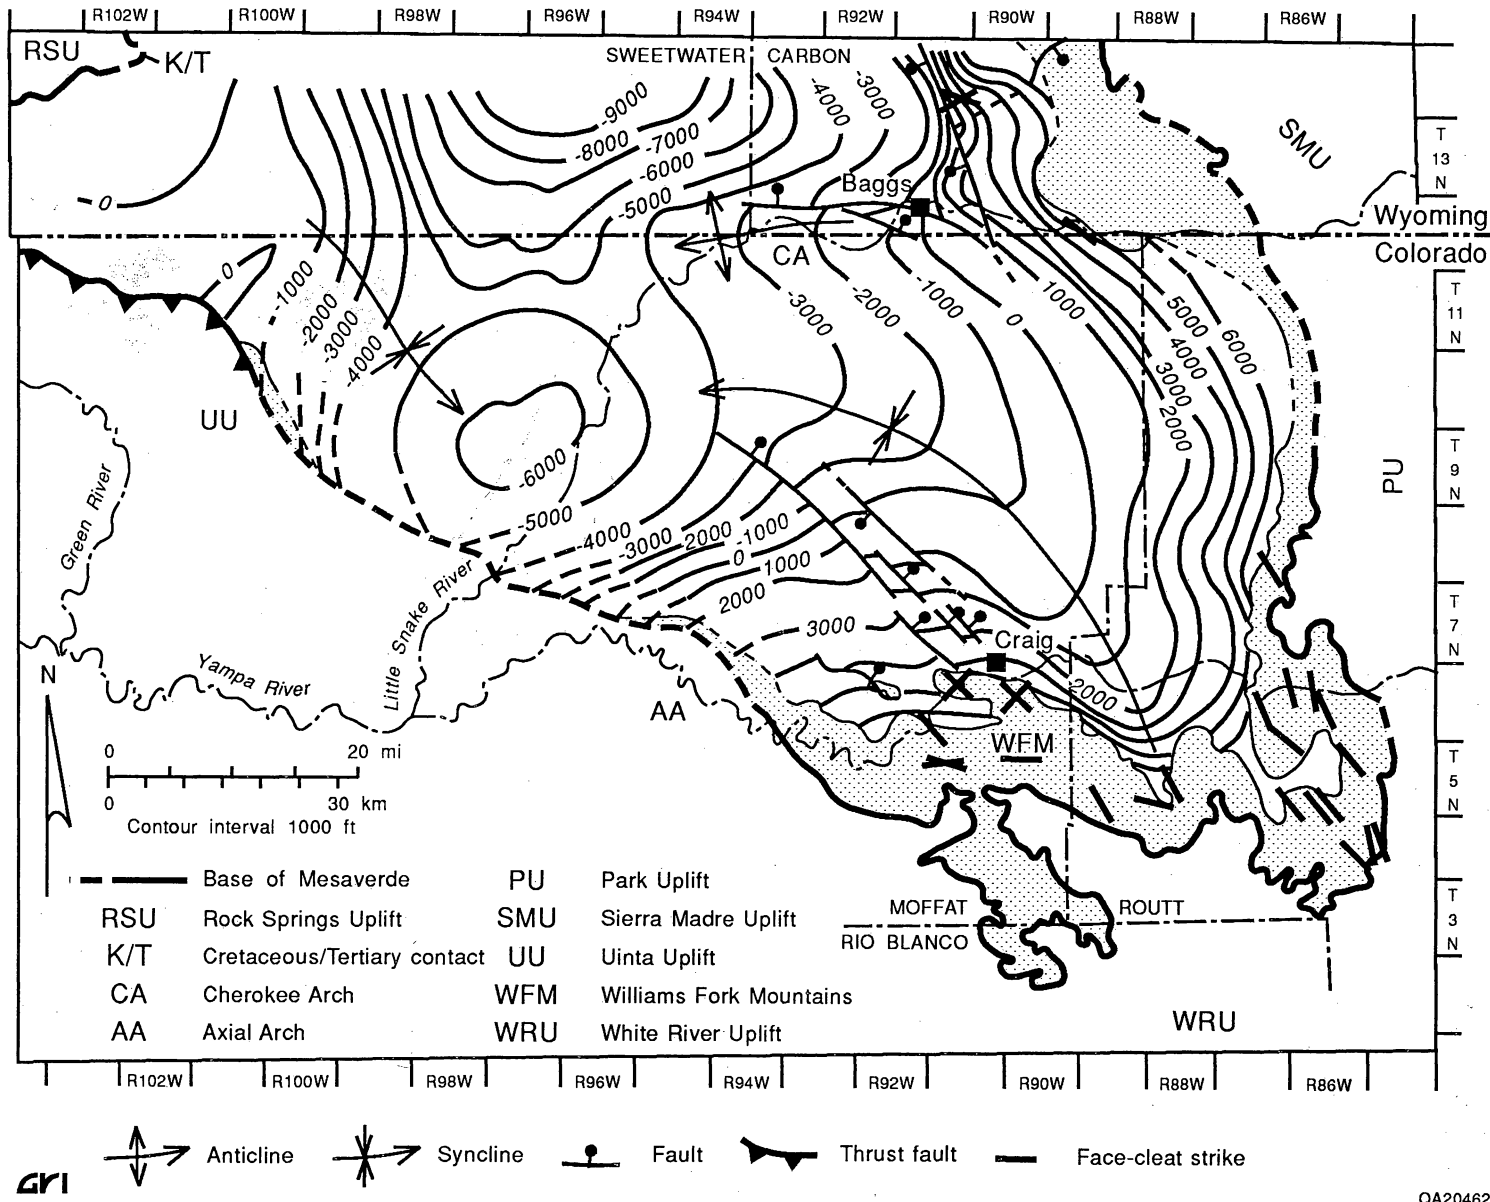 R102W R100W R98W R96W R94W R92W R90W R88W R86W
RSU
K/T
SWEETWATER CARBON
-9000
-8000
-7000
-6000
-5000
-4000
-3000
SMU
T
13
N
0
Baggs
Wyoming
Colorado
CA
0
-1000
-2000
-3000
-4000
-3000
-2000
-1000
0
1000
5000
4000
3000
2000
6000
T
11
N
UU
PU
T
9
N
Green River
-6000
-5000
-4000
-3000
2000
-1000
0
1000
2000
3000
Little Snake River
Yampa River
T
7
N
Craig
2000
N
AA
WFM
T
5
N
0 20 mi
0 30 km
Contour interval 1000 ft
Base of Mesaverde
RSU Rock Springs Uplift
K/T Cretaceous/Tertiary contact
CA Cherokee Arch
AA Axial Arch
PU Park Uplift
SMU Sierra Madre Uplift
UU Uinta Uplift
WFM Williams Fork Mountains
WRU White River Uplift
MOFFAT ROUTT
RIO BLANCO
T
3
N
WRU
R102W R100W R98W R96W R94W R92W R90W R88W R86W
Anticline Syncline Fault Thrust fault Face-cleat strike
GRI
QA20462